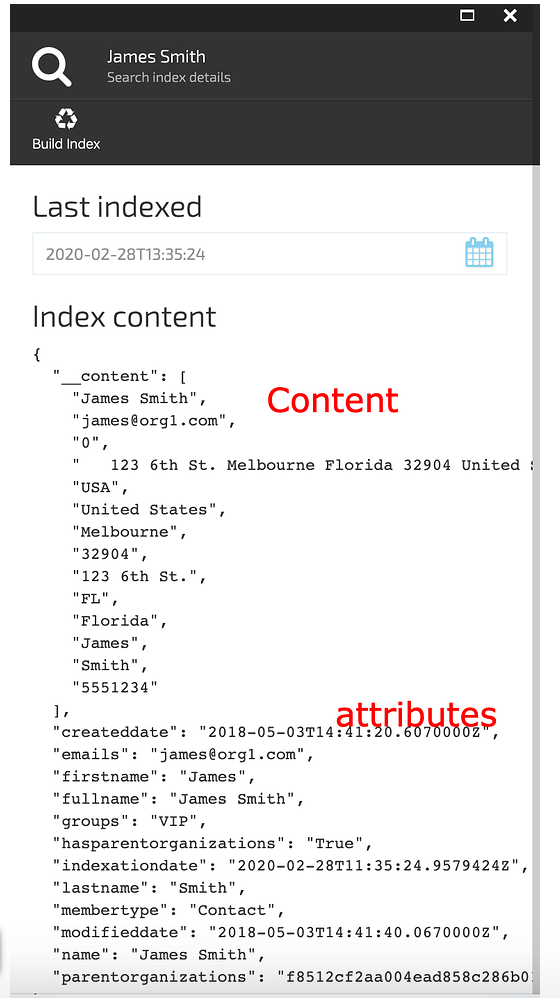 James Smith
Search index details
Build Index
Last indexed
2020-02-28T13:35:24
Index content
{
"__content": [
"James Smith",
Content
"james@org1.com",
"0",
"   123 6th St. Melbourne Florida 32904 United
"USA",
"United States",
"Melbourne",
"32904",
"123 6th St.",
"FL",
"Florida",
"James",
"Smith",
"5551234"
],
attributes
"createddate": "2018-05-03T14:41:20.6070000Z",
"emails": "james@org1.com",
"firstname": "James",
"fullname": "James Smith",
"groups": "VIP",
"hasparentorganizations": "True",
"indexationdate": "2020-02-28T11:35:24.9579424Z",
"lastname": "Smith",
"membertype": "Contact",
"modifieddate": "2018-05-03T14:41:40.0670000Z",
"name": "James Smith",
"parentorganizations": "f8512cf2aa004ead858c286b0